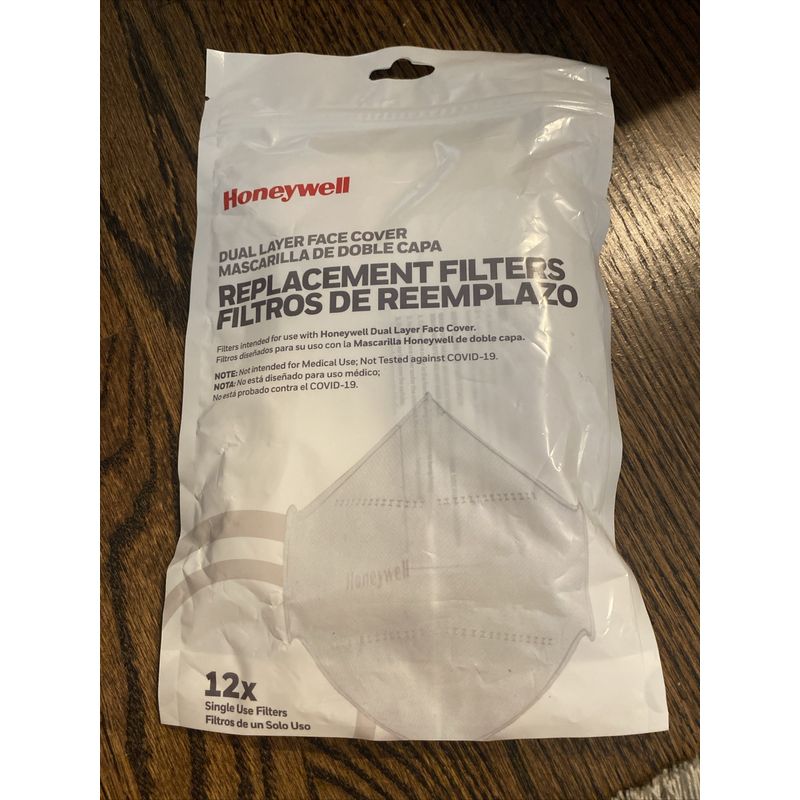 Honeywell
DUAL LAYER FACE COVER
MASCARILLA DE DOBLE CAPA
REPLACEMENT FILTERS
FILTROS DE REEMPLAZO
Filters intended for use with Honeywell Dual Layer Face Cover.
Filtros diseñados para su uso con la Mascarilla Honeywell de doble capa.
NOTE: Not intended for Medical Use; Not Tested against COVID-19.
NOTA: No está diseñado para uso médico;
No está probado contra el COVID-19.
Honeywell
12x
Single Use Filters
Filtros de un Solo Uso